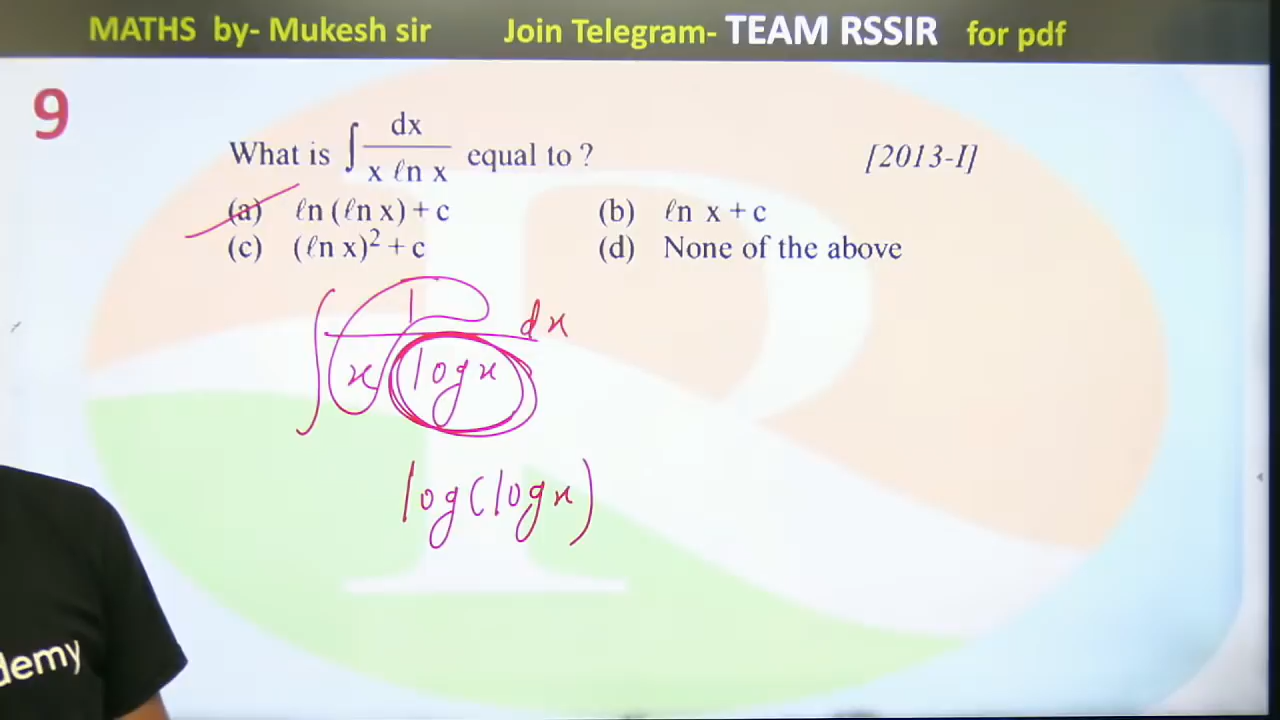 MATHS by- Mukesh sir Join Telegram- TEAM RSSIR for pdf
9
What is ∫ dx / x ℓn x equal to ? [2013-I]
(a) ℓn (ℓn x) + c (b) ℓn x + c
(c) (ℓn x)² + c (d) None of the above
∫ 1 / x log x dx
log(log x)
demy